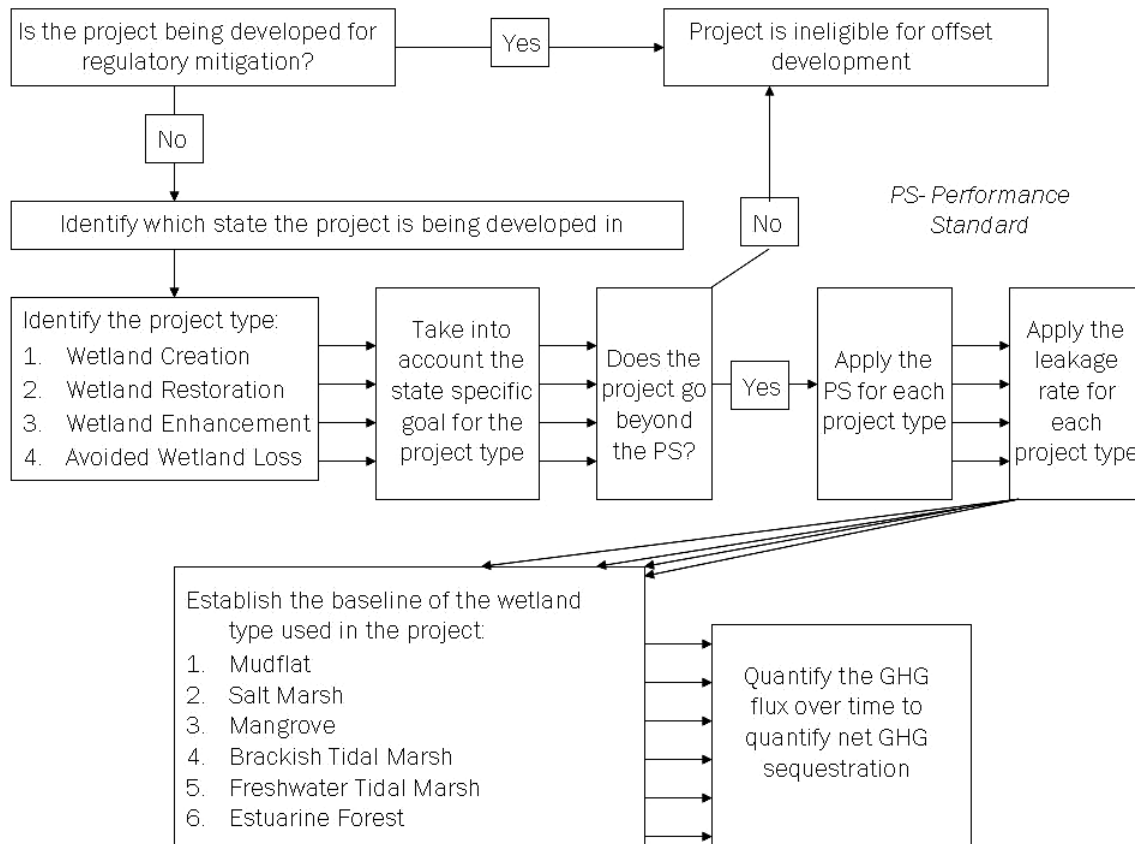 Is the project being developed for
regulatory mitigation?
Yes
Project is ineligible for offset
development
No
Identify which state the project is being developed in
No
PS- Performance
Standard
Identify the project type:
1. Wetland Creation
2. Wetland Restoration
3. Wetland Enhancement
4. Avoided Wetland Loss
Take into
account the
state specific
goal for the
project type
Does the
project go
beyond
the PS?
Yes
Apply the
PS for each
project type
Apply the
leakage
rate for
each
project type
Establish the baseline of the wetland
type used in the project:
1. Mudflat
2. Salt Marsh
3. Mangrove
4. Brackish Tidal Marsh
5. Freshwater Tidal Marsh
6. Estuarine Forest
Quantify the GHG
flux over time to
quantify net GHG
sequestration